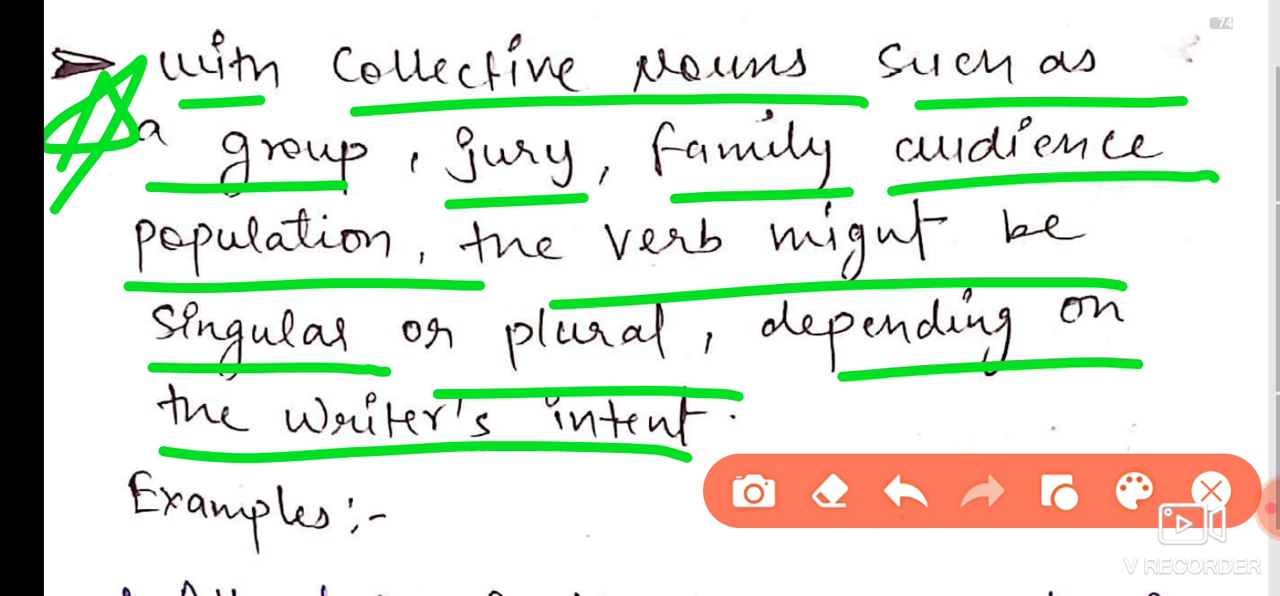 74
with collective nouns such as
a group, jury, family audience
population, the verb might be
singular or plural, depending on
the writer's intent.
Examples:-
V RECORDER